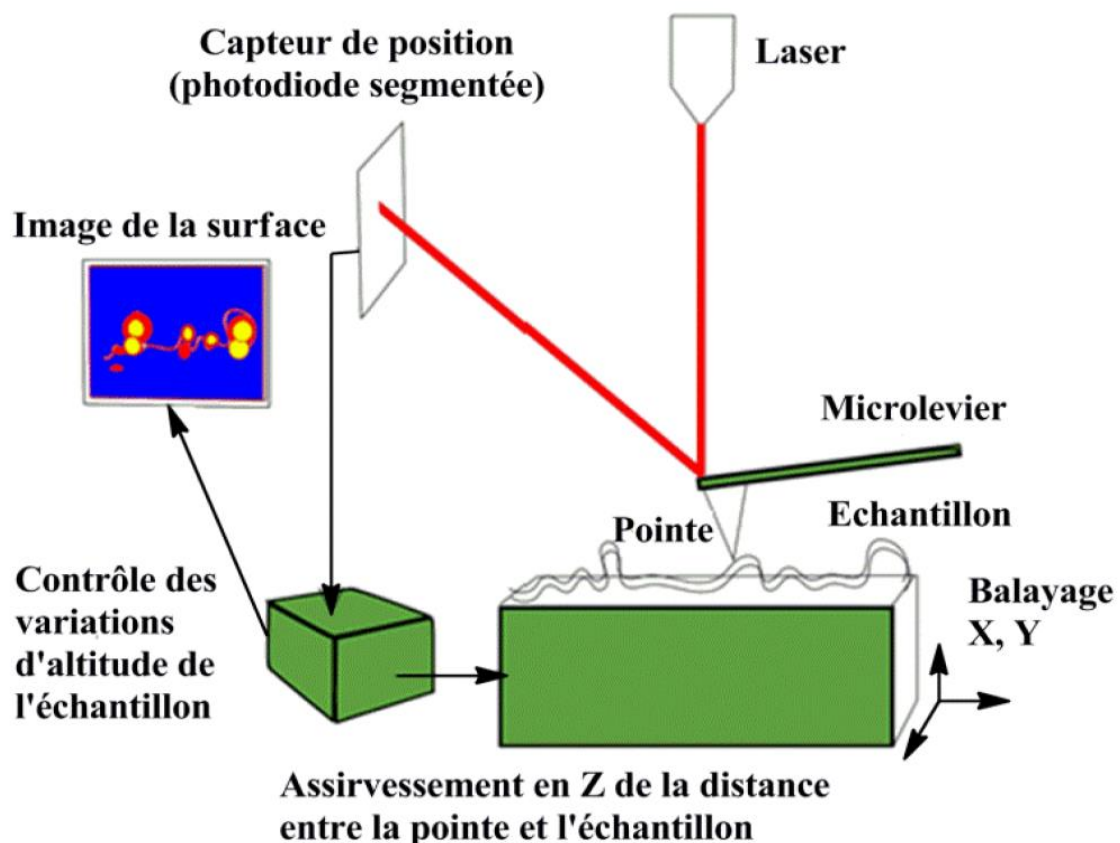 Capteur de position
(photodiode segmentée)
Laser
Image de la surface
Microlevier
Pointe
Echantillon
Contrôle des
variations
d'altitude de
l'échantillon
Balayage
X, Y
Assirvessement en Z de la distance
entre la pointe et l'échantillon